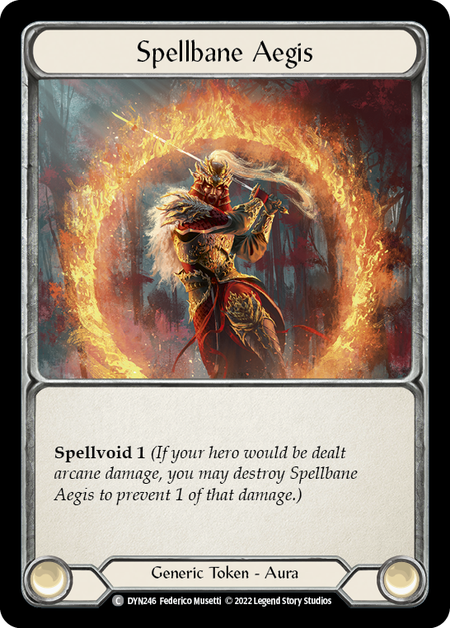 Spellbane Aegis
Spellvoid 1 (If your hero would be dealt
arcane damage, you may destroy Spellbane
Aegis to prevent 1 of that damage.)
Generic Token - Aura
C DYN246 Federico Musetti © 2022 Legend Story Studios